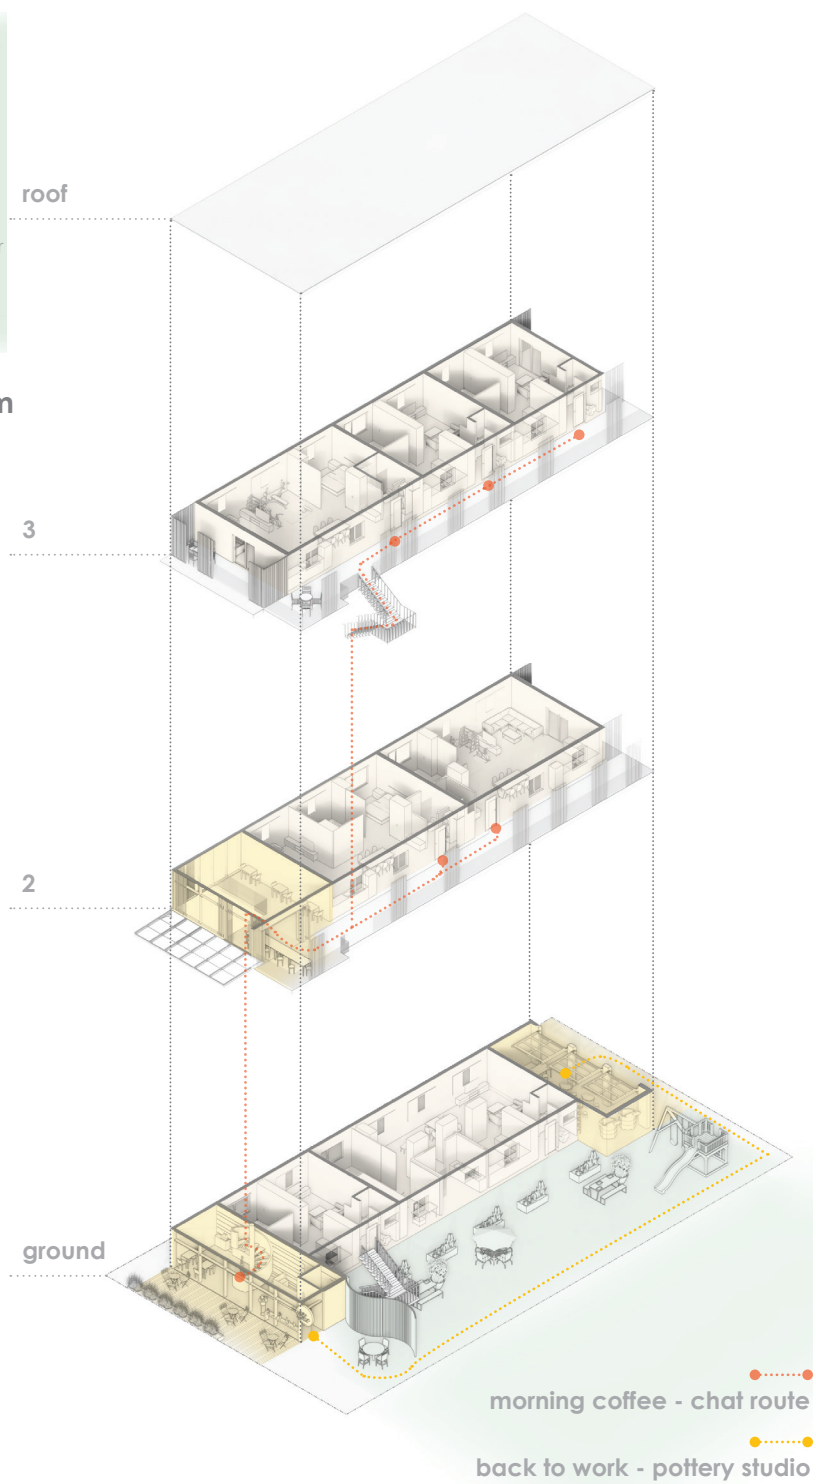 roof
3
2
ground
morning coffee - chat route
back to work - pottery studio